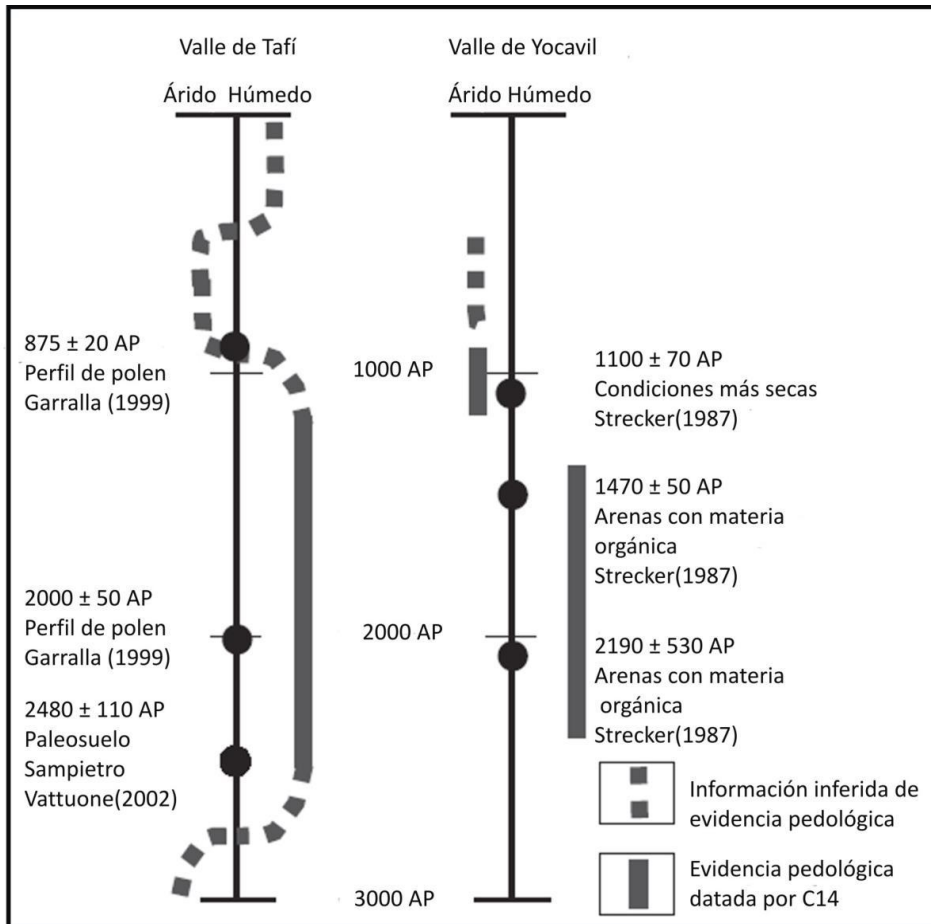 Valle de Tafí
Valle de Yocavil
Árido Húmedo
Árido Húmedo
875 ± 20 AP
Perfil de polen
Garralla (1999)
1000 AP
1100 ± 70 AP
Condiciones más secas
Strecker(1987)
1470 ± 50 AP
Arenas con materia
orgánica
Strecker(1987)
2000 ± 50 AP
Perfil de polen
Garralla (1999)
2000 AP
2190 ± 530 AP
Arenas con materia
orgánica
Strecker(1987)
2480 ± 110 AP
Paleosuelo
Sampietro
Vattuone(2002)
3000 AP
Información inferida de
evidencia pedológica
Evidencia pedológica
datada por C14